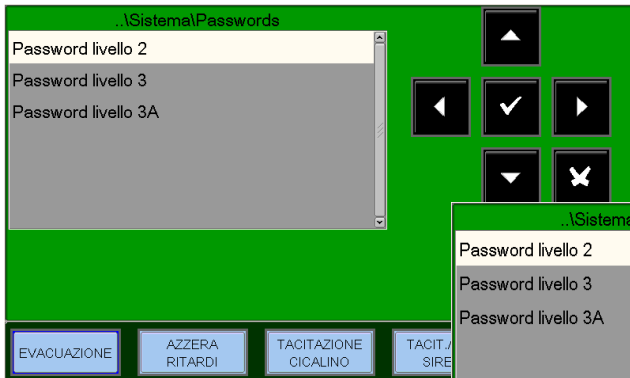 ..\Sistema\Passwords
Password livello 2
Password livello 3
Password livello 3A
..\Sistema
Password livello 2
Password livello 3
Password livello 3A
EVACUAZIONE
AZZERA
RITARDI
TACITAZIONE
CICALINO
TACIT./
SIRE